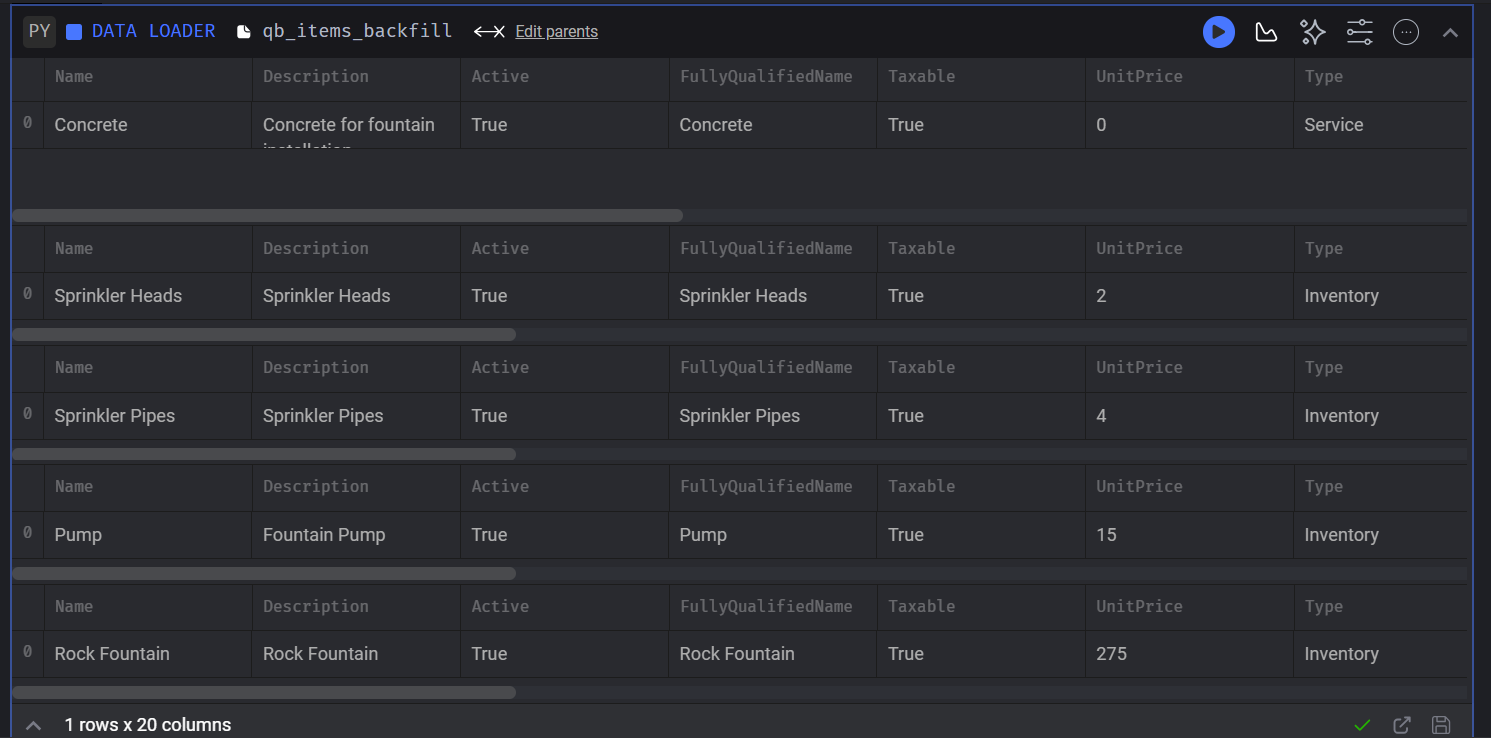 PY DATA LOADER qb_items_backfill Edit parents
Name Description Active FullyQualifiedName Taxable UnitPrice Type
0 Concrete Concrete for fountain True Concrete True 0 Service
installation
Name Description Active FullyQualifiedName Taxable UnitPrice Type
0 Sprinkler Heads Sprinkler Heads True Sprinkler Heads True 2 Inventory
Name Description Active FullyQualifiedName Taxable UnitPrice Type
0 Sprinkler Pipes Sprinkler Pipes True Sprinkler Pipes True 4 Inventory
Name Description Active FullyQualifiedName Taxable UnitPrice Type
0 Pump Fountain Pump True Pump True 15 Inventory
Name Description Active FullyQualifiedName Taxable UnitPrice Type
0 Rock Fountain Rock Fountain True Rock Fountain True 275 Inventory
1 rows x 20 columns